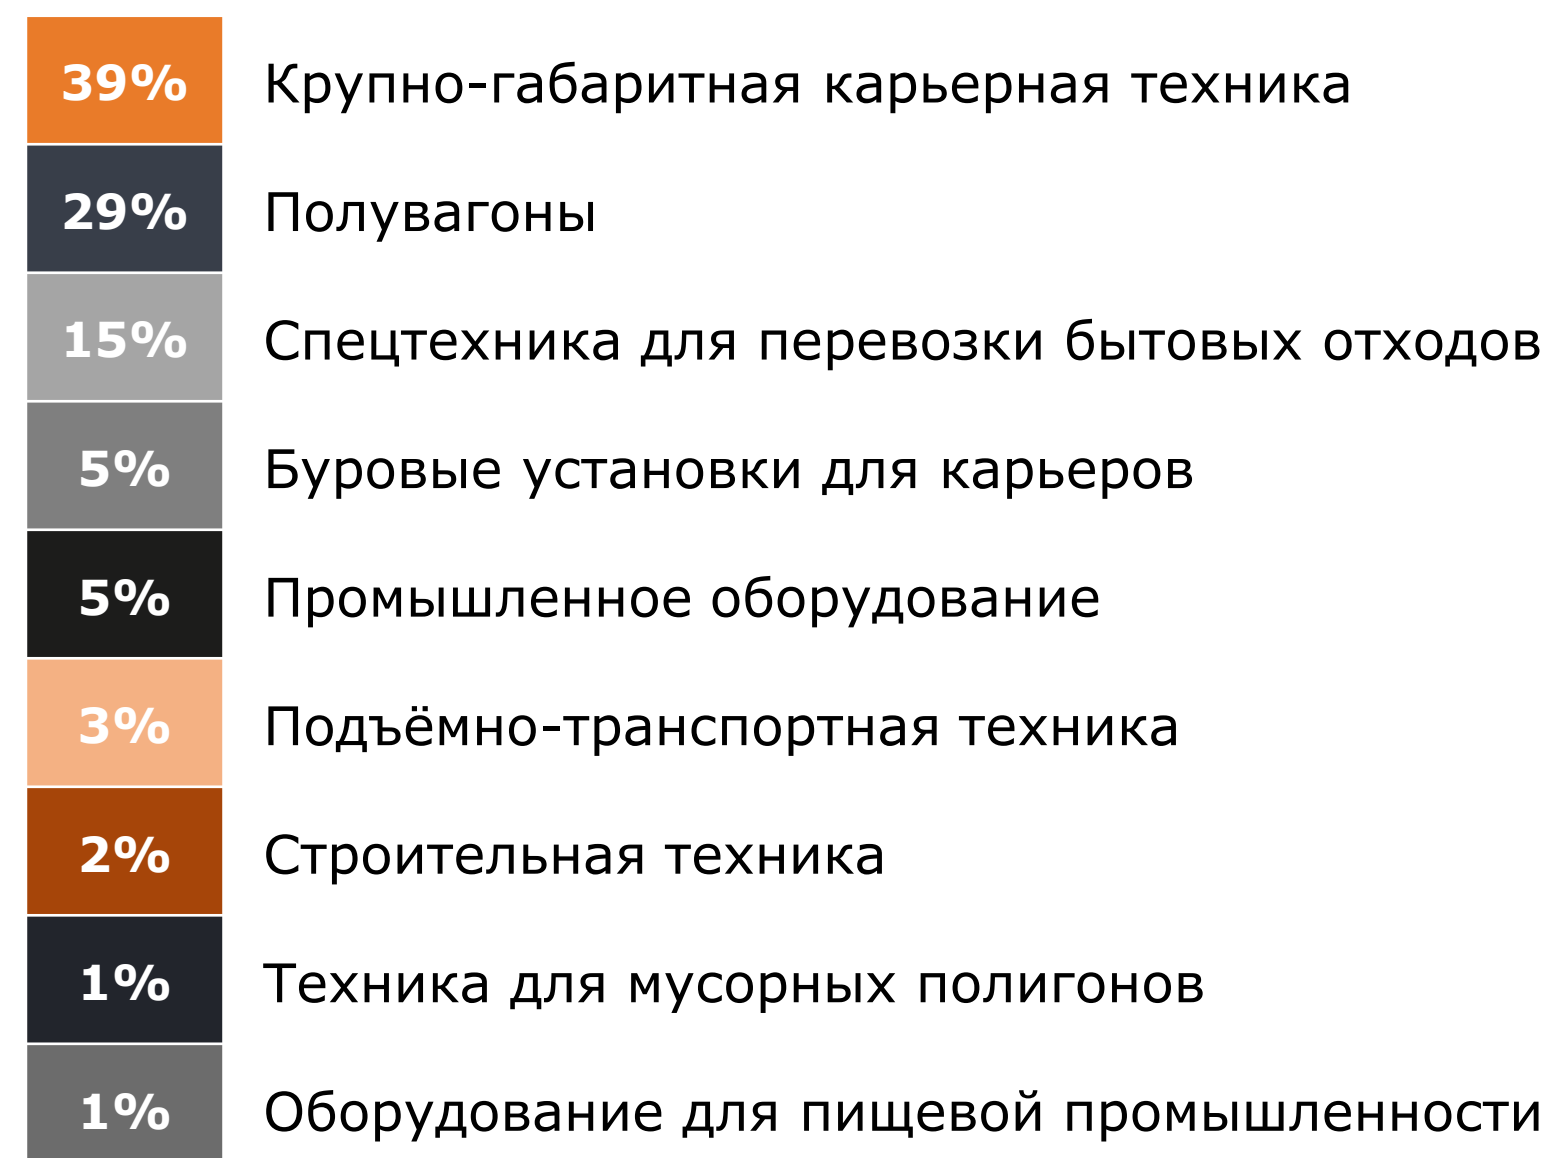 39% Крупно-габаритная карьерная техника
29% Полувагоны
15% Спецтехника для перевозки бытовых отходов
5% Буровые установки для карьеров
5% Промышленное оборудование
3% Подъёмно-транспортная техника
2% Строительная техника
1% Техника для мусорных полигонов
1% Оборудование для пищевой промышленности